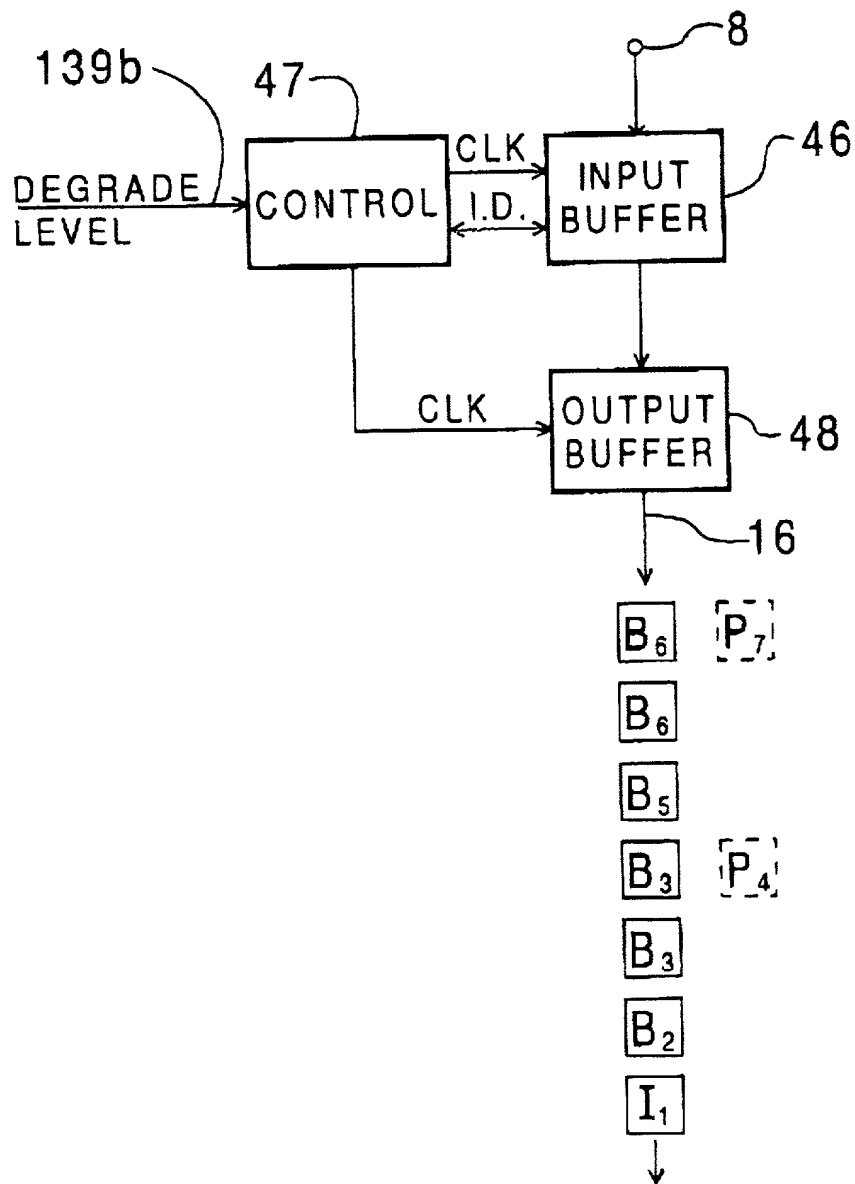 8
139b
47
46
CLK
INPUT
BUFFER
DEGRADE
LEVEL
CONTROL
I.D.
CLK
OUTPUT
BUFFER
48
16
B6 P7
B6
B5
B3 P4
B3
B2
I1